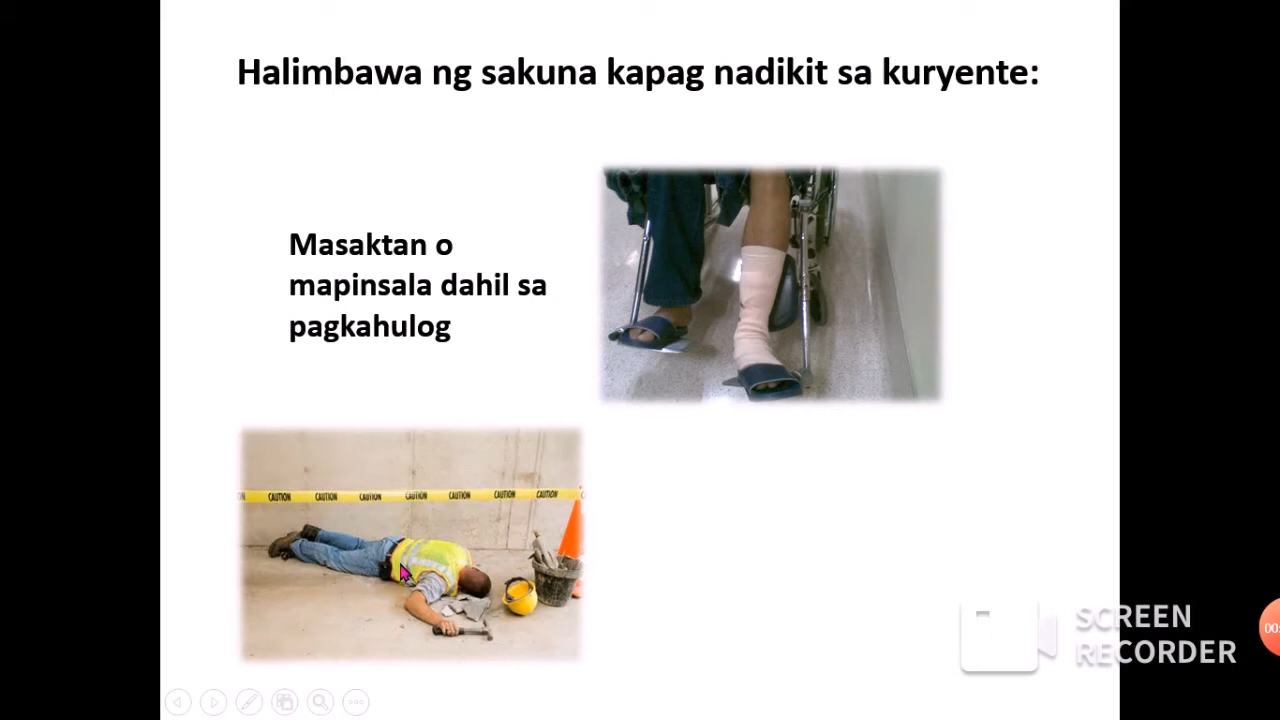 Halimbawa ng sakuna kapag nadikit sa kuryente:
Masaktan o
mapinsala dahil sa
pagkahulog
CAUTION CAUTION CAUTION CAUTION CAUTION CAUTION CAUTION
SCREEN
RECORDER